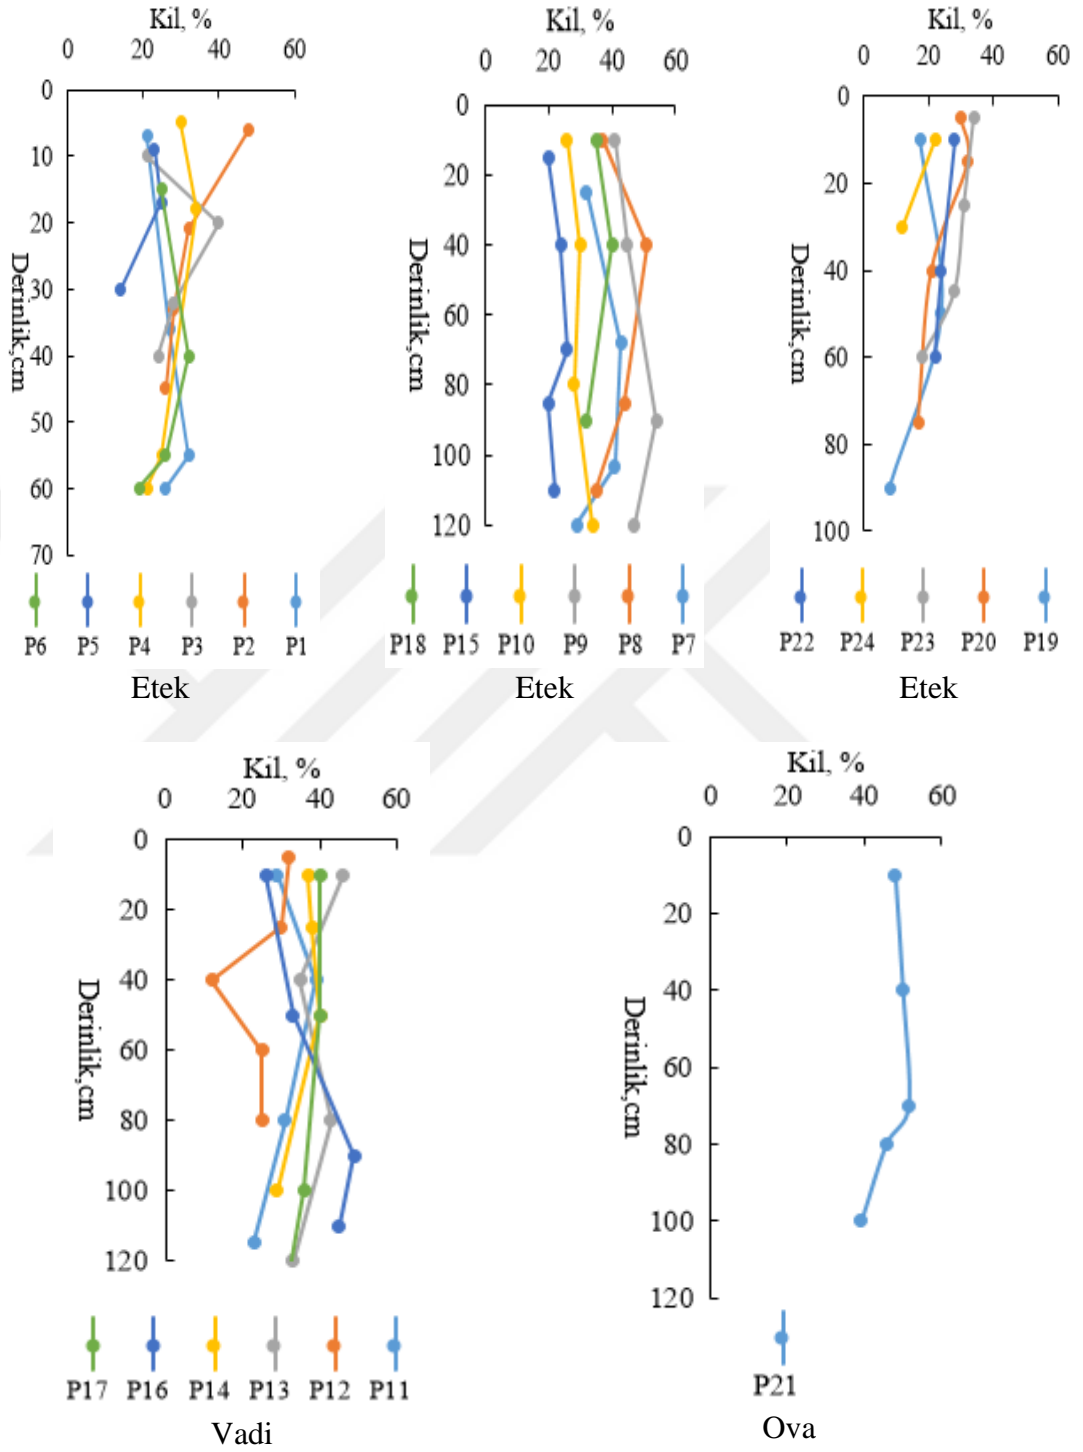 Kil, %
0 20 40 60
0
10
20
30
40
50
60
70
Derinlik,cm
P6 P5 P4 P3 P2 P1
Etek
Kil, %
0 20 40 60
0
20
40
60
80
100
120
Derinlik,cm
P18 P15 P10 P9 P8 P7
Etek
Kil, %
0 20 40 60
0
20
40
60
80
100
Derinlik,cm
P22 P24 P23 P20 P19
Etek
Kil, %
0 20 40 60
0
20
40
60
80
100
120
Derinlik,cm
P17 P16 P14 P13 P12 P11
Vadi
Kil, %
0 20 40 60
0
20
40
60
80
100
120
Derinlik,cm
P21
Ova